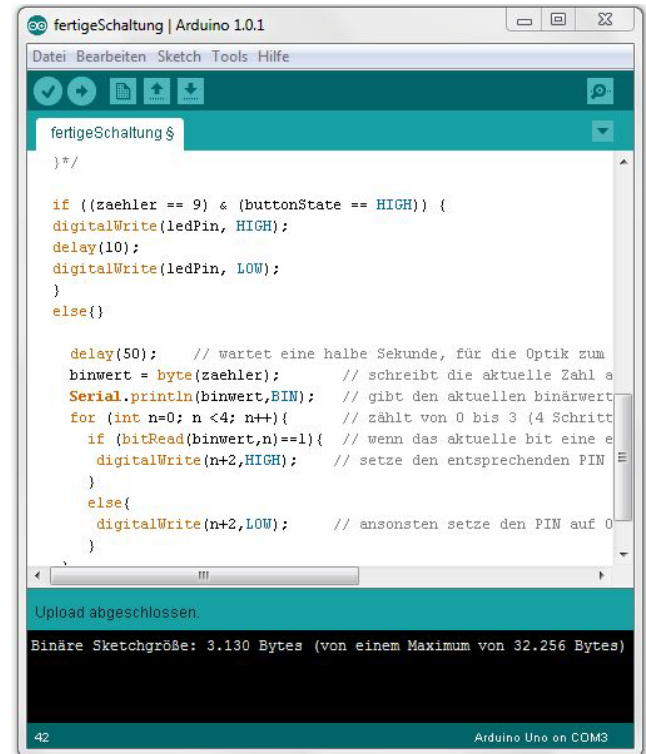 fertigeSchaltung | Arduino 1.0.1
Datei Bearbeiten Sketch Tools Hilfe
fertigeSchaltung §
}*/
if ((zaehler == 9) & (buttonState == HIGH)) {
digitalWrite(ledPin, HIGH);
delay(10);
digitalWrite(ledPin, LOW);
}
else{}
delay(50);    // wartet eine halbe Sekunde, für die Optik zum
binwert = byte(zaehler);    // schreibt die aktuelle Zahl a
Serial.println(binwert,BIN);    // gibt den aktuellen binärwert
for (int n=0; n <4; n++){    // zählt von 0 bis 3 (4 Schritt
if (bitRead(binwert,n)==1){    // wenn das aktuelle bit eine e
digitalWrite(n+2,HIGH);    // setze den entsprechenden PIN
}
else{
digitalWrite(n+2,LOW);    // ansonsten setze den PIN auf 0
}
Upload abgeschlossen.
Binäre Sketchgröße: 3.130 Bytes (von einem Maximum von 32.256 Bytes)
42 Arduino Uno on COM3